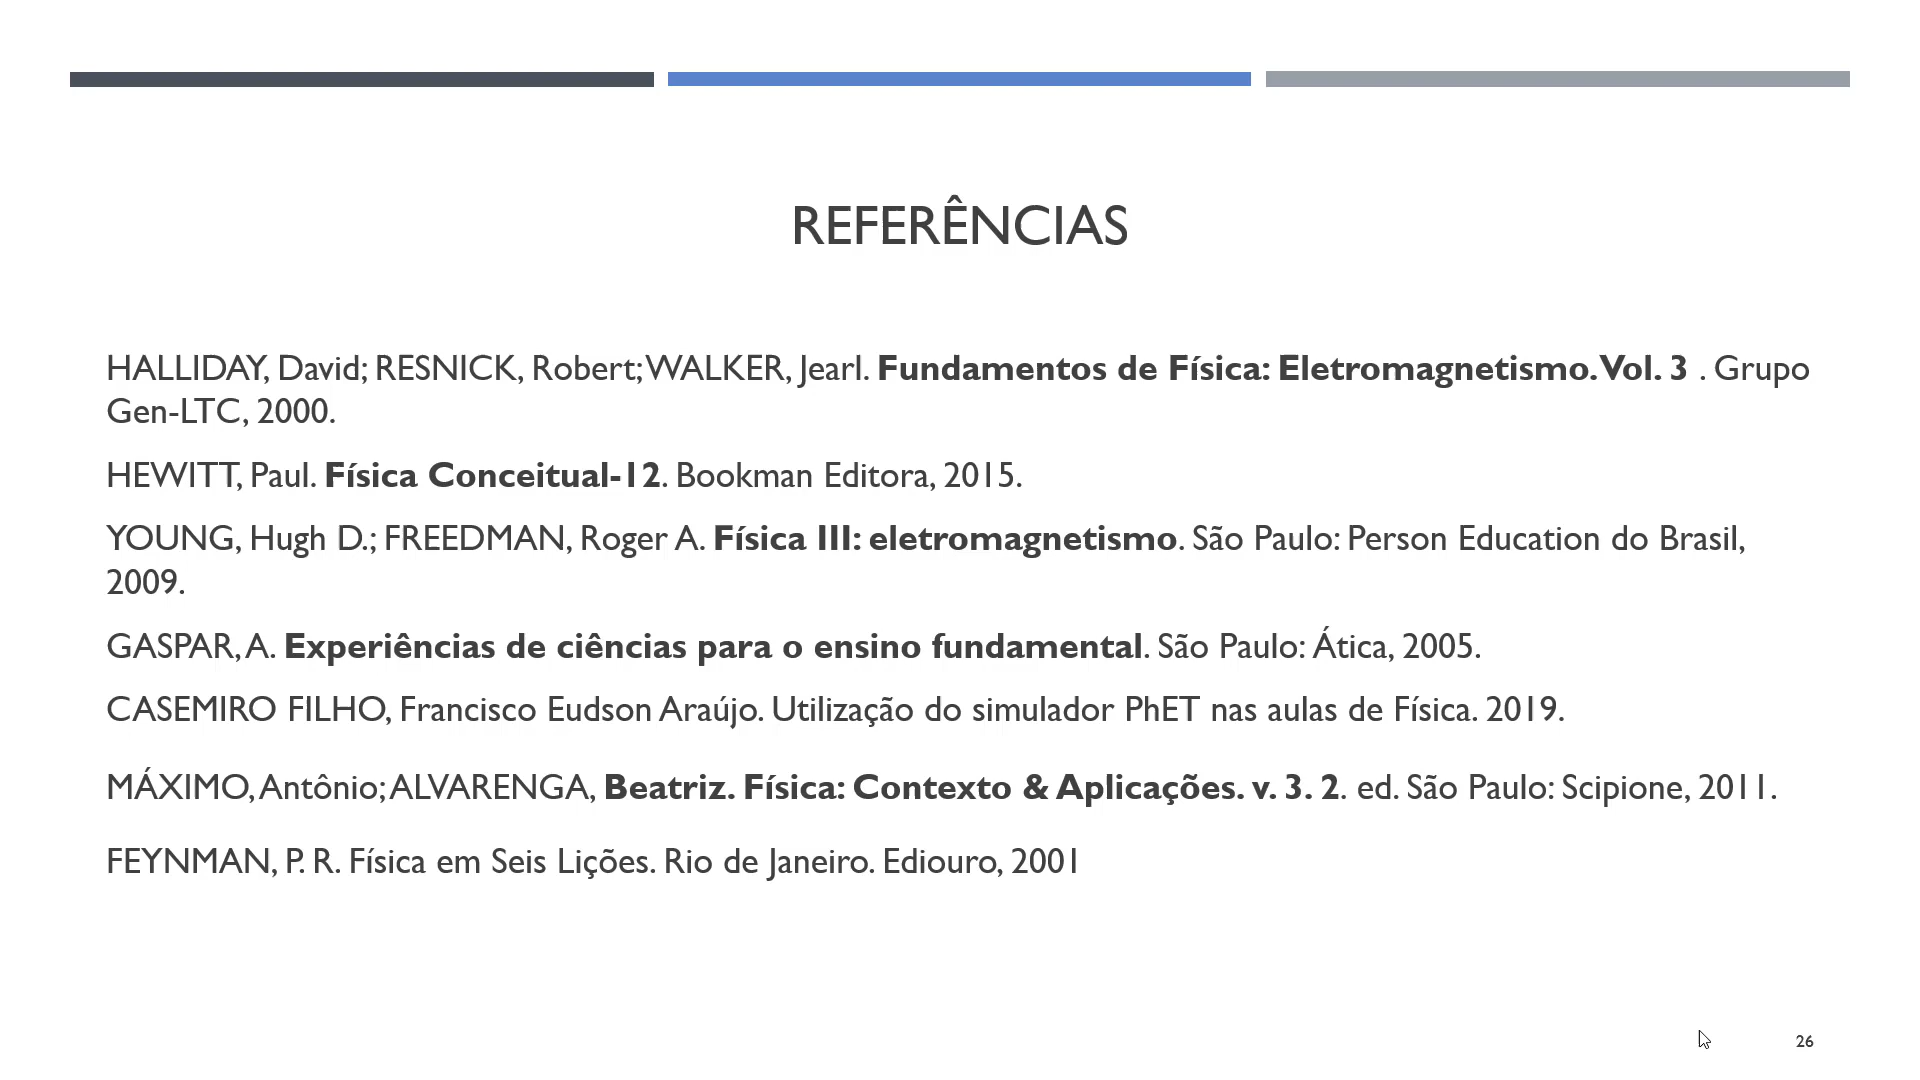 REFERÊNCIAS
HALLIDAY, David; RESNICK, Robert; WALKER, Jearl. Fundamentos de Física: Eletromagnetismo. Vol. 3 . Grupo
Gen-LTC, 2000.
HEWITT, Paul. Física Conceitual-12. Bookman Editora, 2015.
YOUNG, Hugh D.; FREEDMAN, Roger A. Física III: eletromagnetismo. São Paulo: Person Education do Brasil,
2009.
GASPAR, A. Experiências de ciências para o ensino fundamental. São Paulo: Ática, 2005.
CASEMIRO FILHO, Francisco Eudson Araújo. Utilização do simulador PhET nas aulas de Física. 2019.
MÁXIMO, Antônio; ALVARENGA, Beatriz. Física: Contexto & Aplicações. v. 3. 2. ed. São Paulo: Scipione, 2011.
FEYNMAN, P. R. Física em Seis Lições. Rio de Janeiro. Ediouro, 2001
26